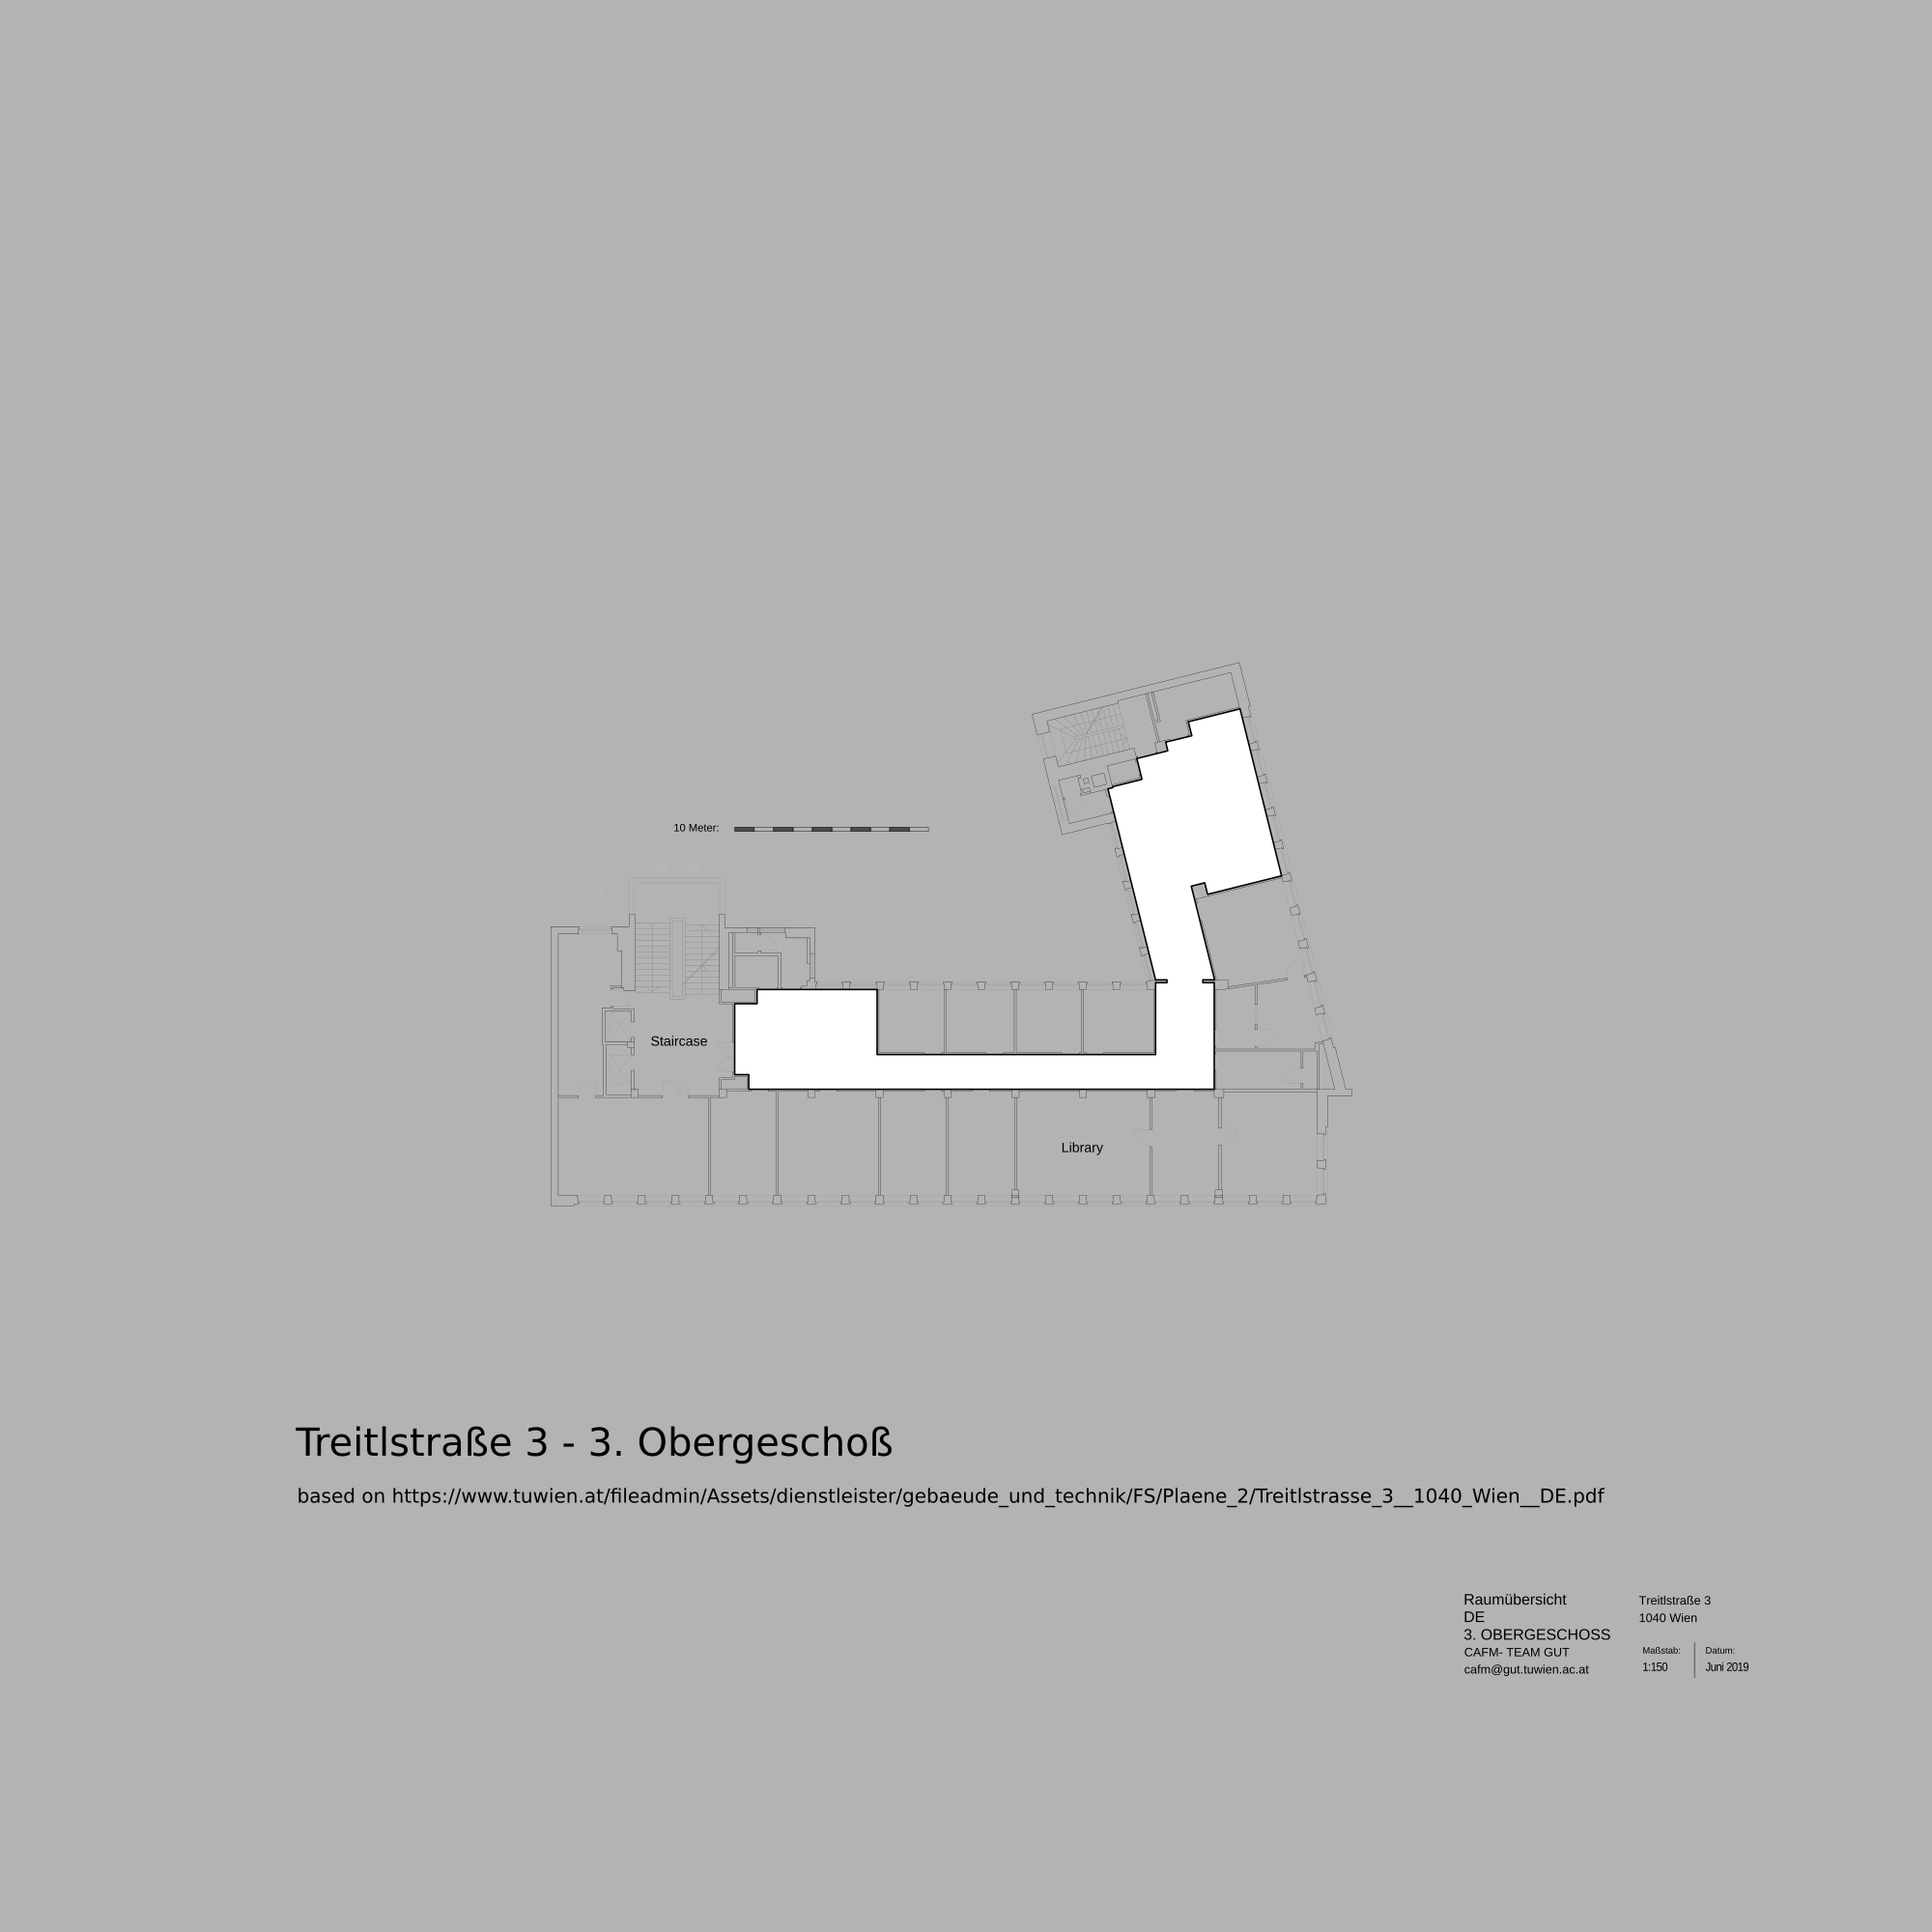 10 Meter:
Staircase
Library
Treitlstraße 3 - 3. Obergeschoß
based on https://www.tuwien.at/fileadmin/Assets/dienstleister/gebaeude_und_technik/FS/Plaene_2/Treitlstrasse_3__1040_Wien__DE.pdf
Raumübersicht
DE
3. OBERGESCHOSS
CAFM- TEAM GUT
cafm@gut.tuwien.ac.at
Treitlstraße 3
1040 Wien
Maßstab:
1:150
Datum:
Juni 2019